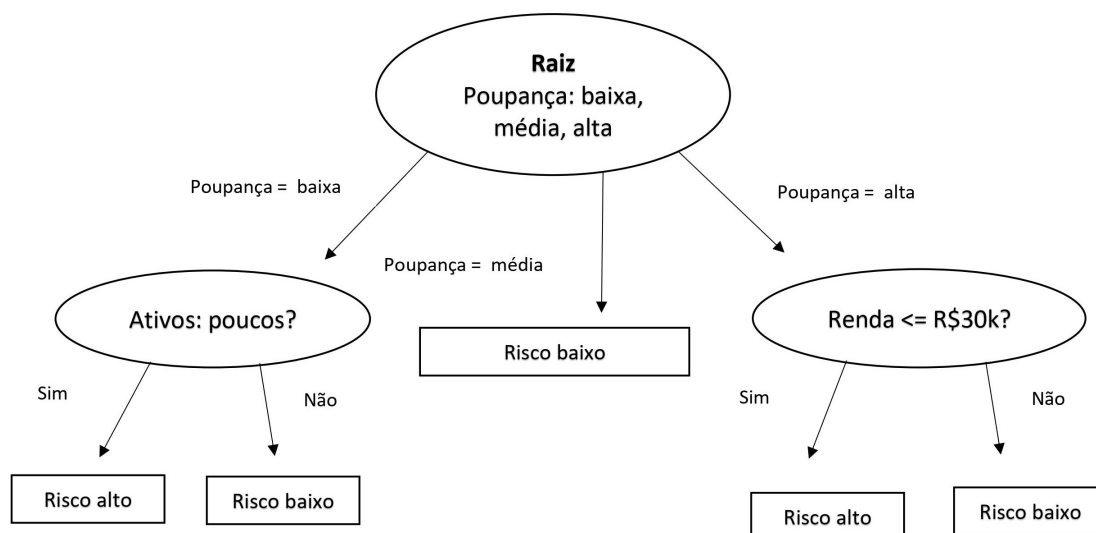 Raiz
Poupança: baixa,
média, alta
Poupança =  baixa
Poupança =  alta
Poupança =  média
Ativos: poucos?
Renda <= R$30k?
Risco baixo
Sim
Não
Sim
Não
Risco alto
Risco baixo
Risco alto
Risco baixo